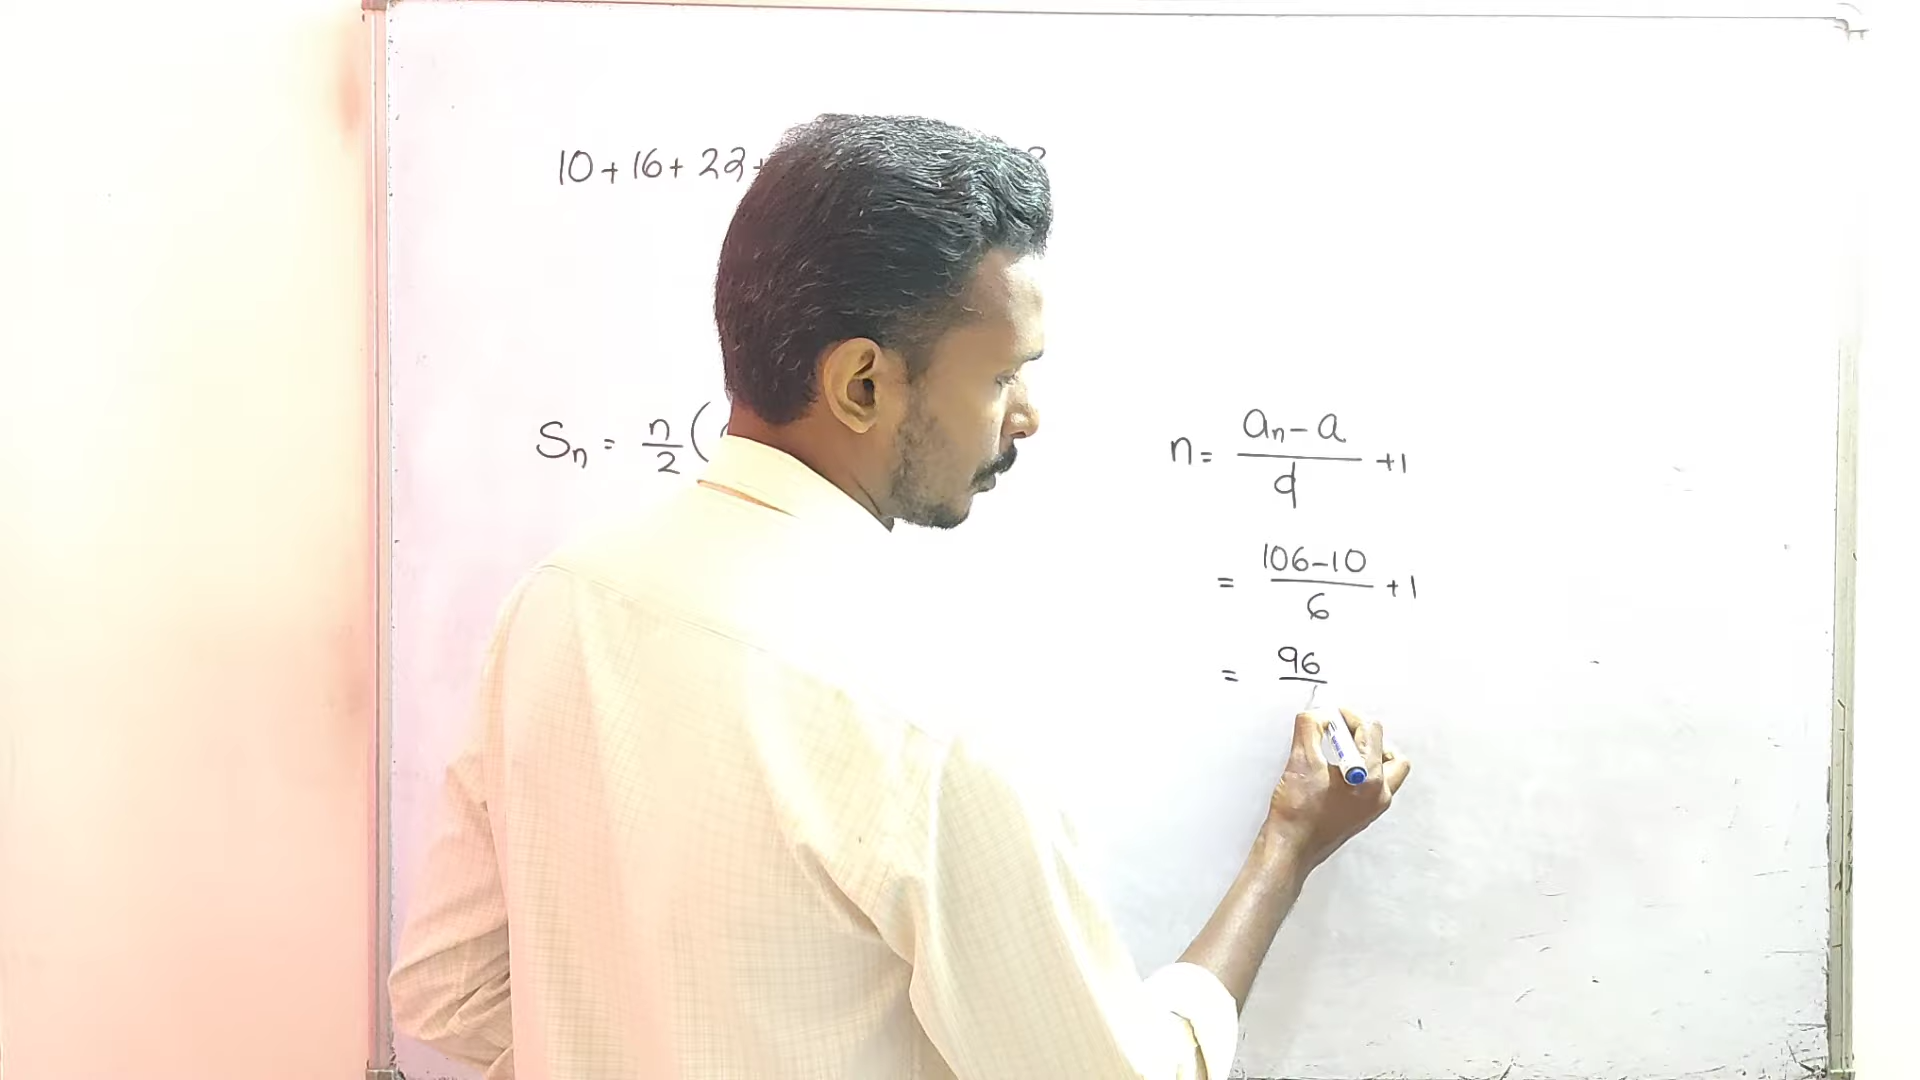 10 + 16 + 22 +
Sₙ = n/2 (
n = (aₙ - a)/d + 1
= (106 - 10)/6 + 1
= 96/